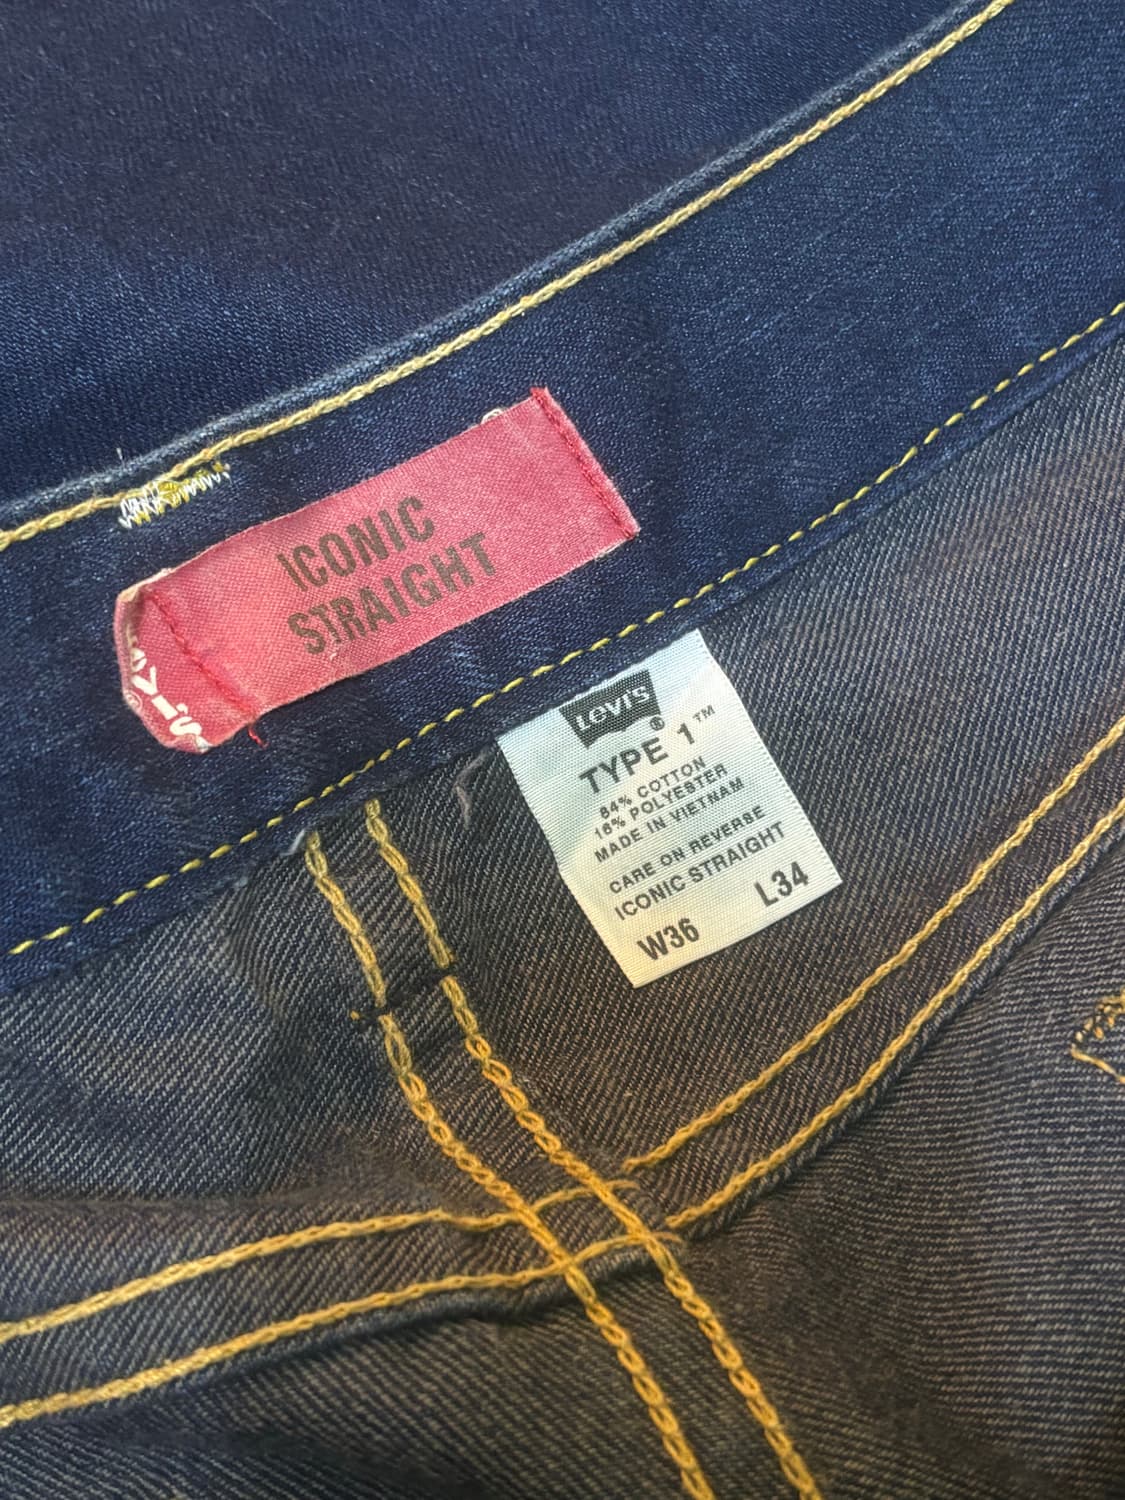 ICONIC
STRAIGHT
Levi's ®
TYPE 1™
84% COTTON
16% POLYESTER
MADE IN VIETNAM
CARE ON REVERSE
ICONIC STRAIGHT
W36 L34